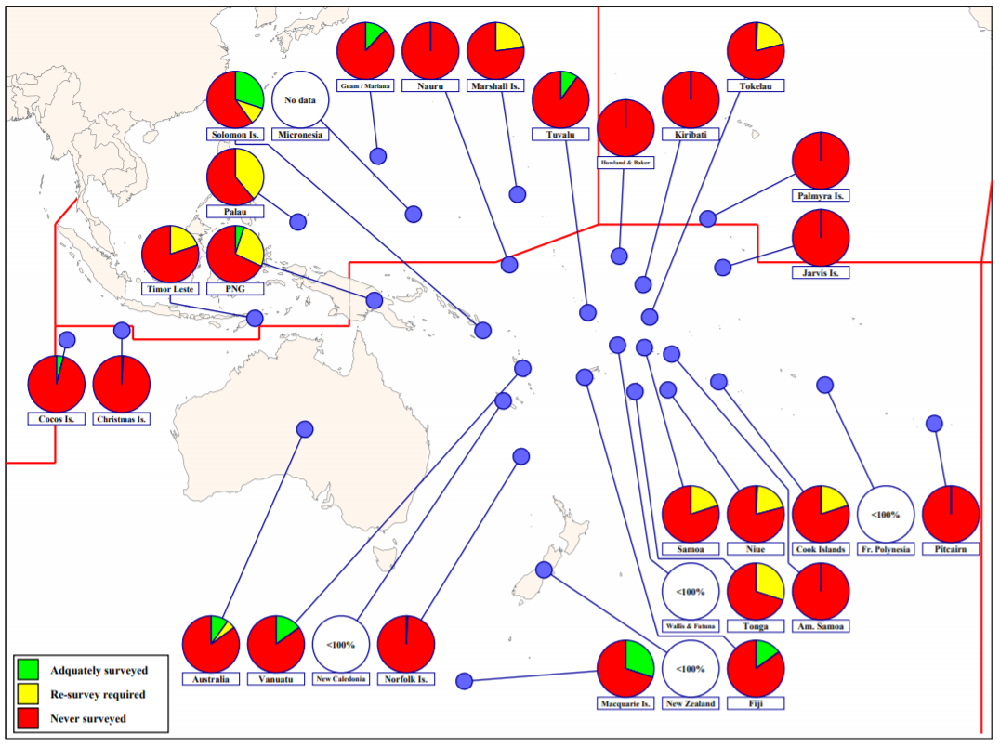 Guam / Mariana
Nauru
Marshall Is.
Tokelau
No data
Solomon Is.
Micronesia
Tuvalu
Kiribati
Howland & Baker
Palmyra Is.
Palau
Jarvis Is.
Timor Leste
PNG
Cocos Is.
Christmas Is.
<100%
Samoa
Niue
Cook Islands
Fr. Polynesia
Pitcairn
<100%
Wallis & Futuna
Tonga
Am. Samoa
<100%
Australia
Vanuatu
New Caledonia
Norfolk Is.
<100%
Macquarie Is.
New Zealand
Fiji
Adquately surveyed
Re-survey required
Never surveyed